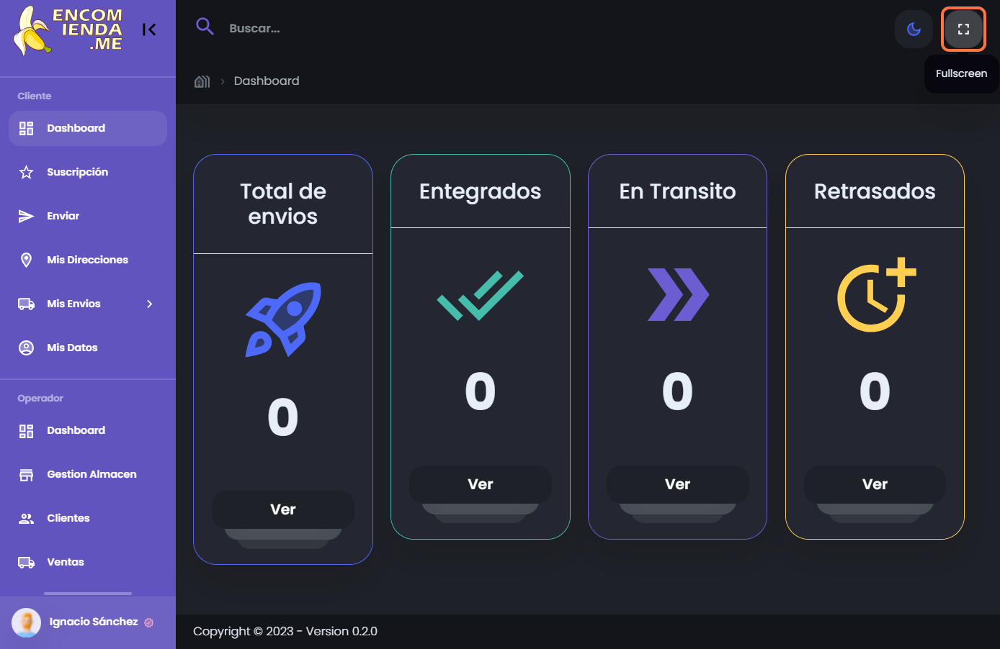 ENCOM
IENDA
.ME
Buscar...
Fullscreen
Dashboard
Cliente
Dashboard
Suscripción
Enviar
Mis Direcciones
Mis Envios
Mis Datos
Operador
Dashboard
Gestion Almacen
Clientes
Ventas
Ignacio Sánchez
Total de
envios
0
Ver
Entegrados
0
Ver
En Transito
0
Ver
Retrasados
0
Ver
Copyright © 2023 - Version 0.2.0